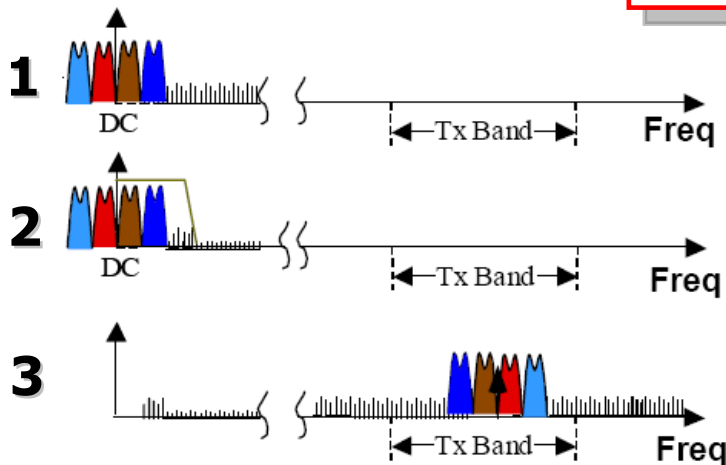 1
DC
Tx Band
Freq
2
DC
Tx Band
Freq
3
Tx Band
Freq